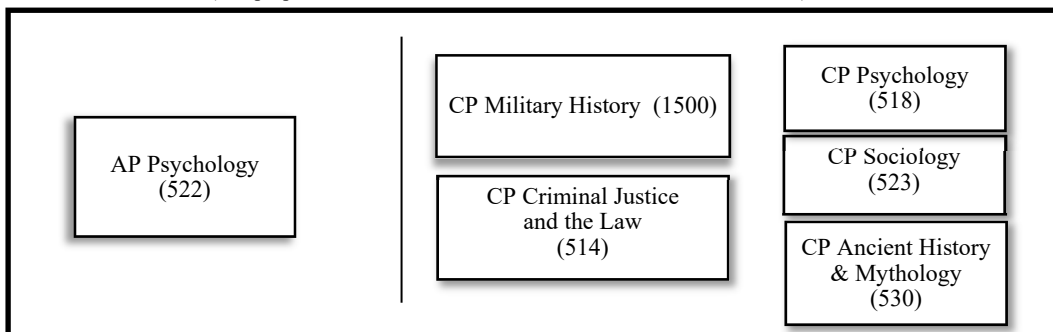 AP Psychology
(522)
CP Military History  (1500)
CP Criminal Justice
and the Law
(514)
CP Psychology
(518)
CP Sociology
(523)
CP Ancient History
& Mythology
(530)